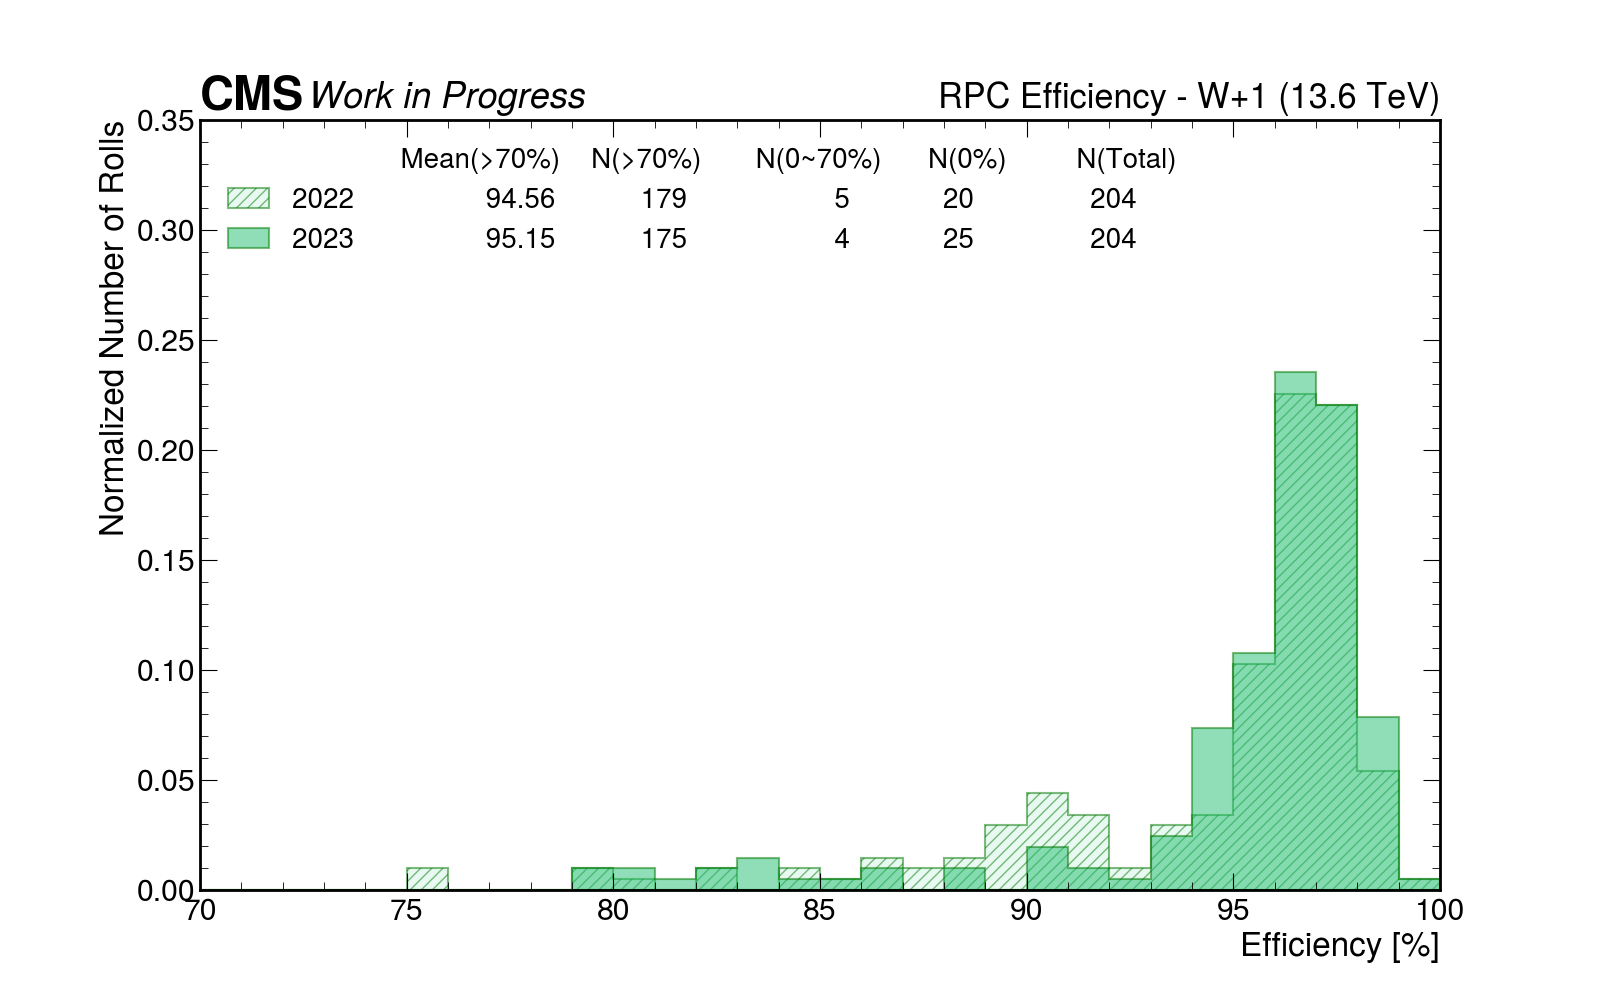 CMS Work in Progress RPC Efficiency - W+1 (13.6 TeV)
Normalized Number of Rolls
Mean(>70%) N(>70%) N(0~70%) N(0%) N(Total)
2022 94.56 179 5 20 204
2023 95.15 175 4 25 204
0.35
0.30
0.25
0.20
0.15
0.10
0.05
0.00
70 75 80 85 90 95 100
Efficiency [%]